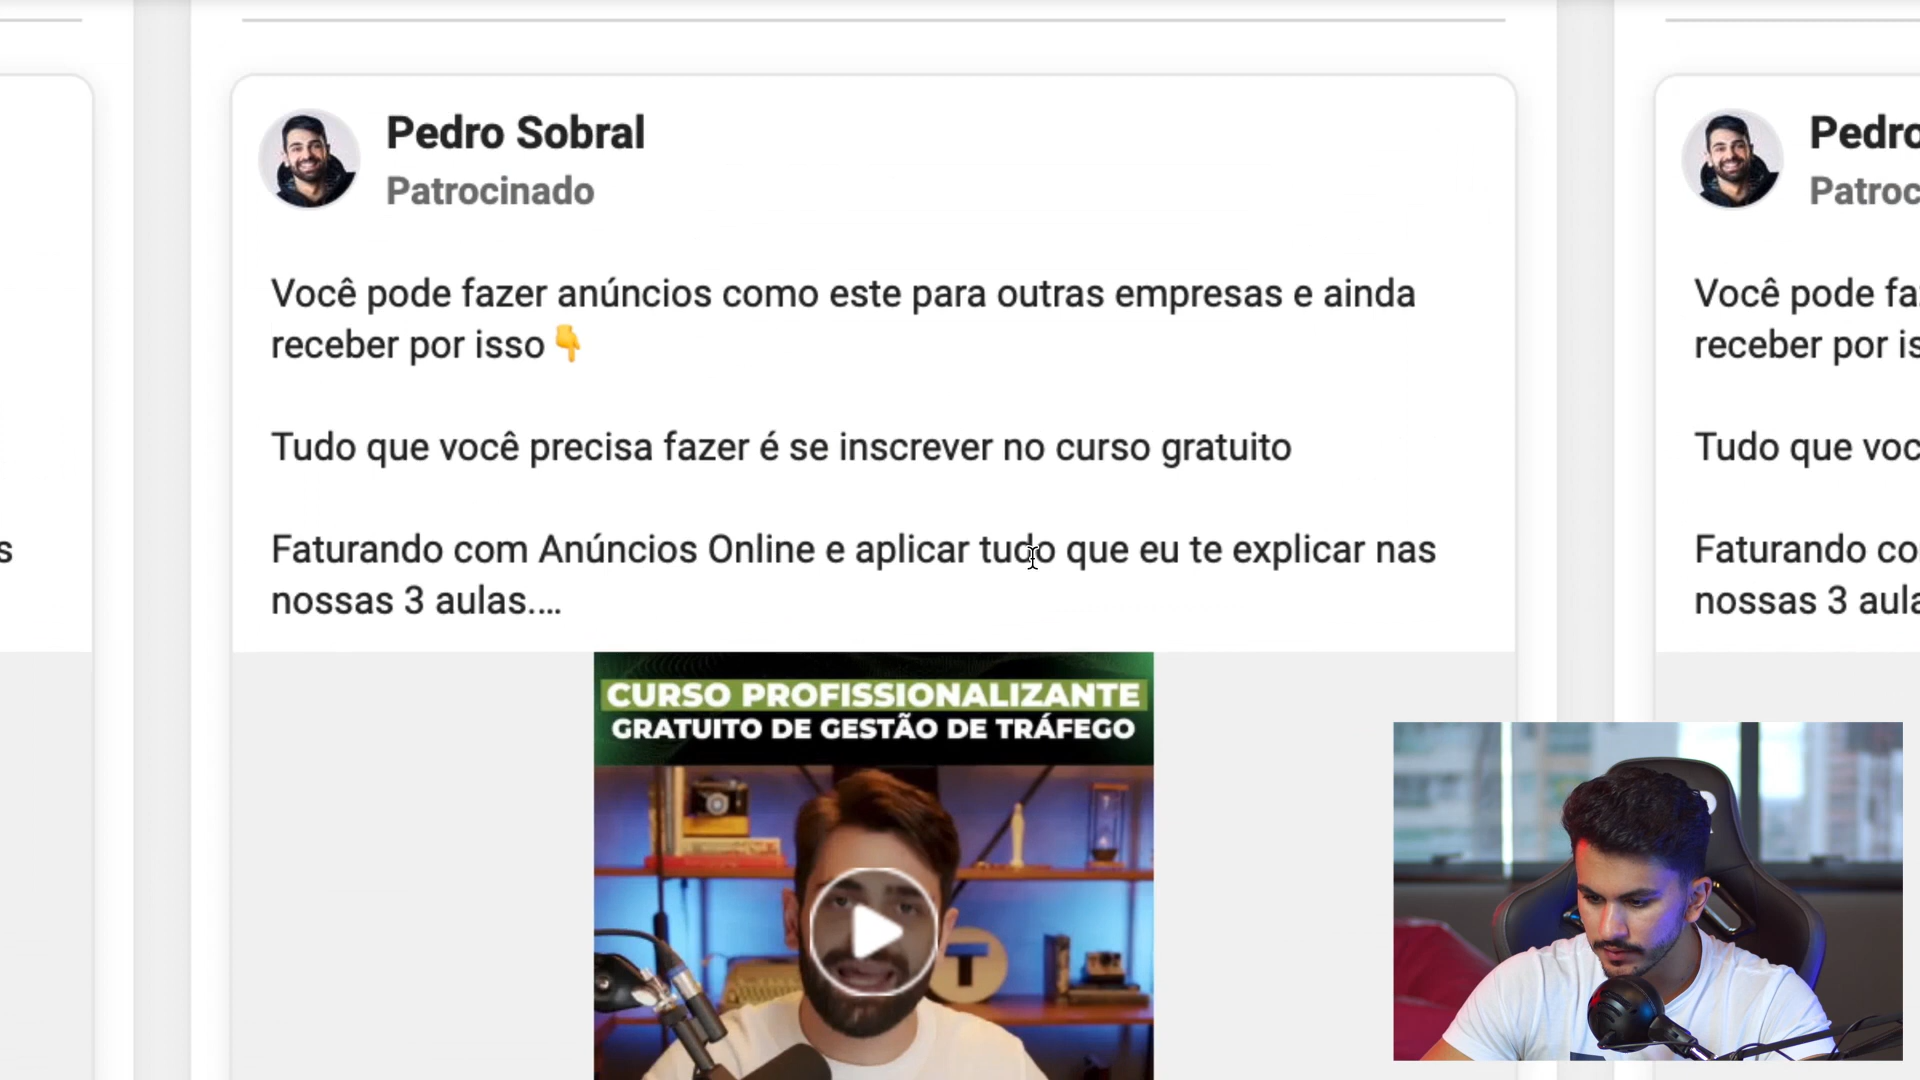 Pedro Sobral
Patrocinado
Você pode fazer anúncios como este para outras empresas e ainda
receber por isso👇
Tudo que você precisa fazer é se inscrever no curso gratuito
Faturando com Anúncios Online e aplicar tudo que eu te explicar nas
nossas 3 aulas....
CURSO PROFISSIONALIZANTE
GRATUITO DE GESTÃO DE TRÁFEGO
T
s
Pedro
Patroc
Você pode fa
receber por is
Tudo que voc
Faturando co
nossas 3 aula